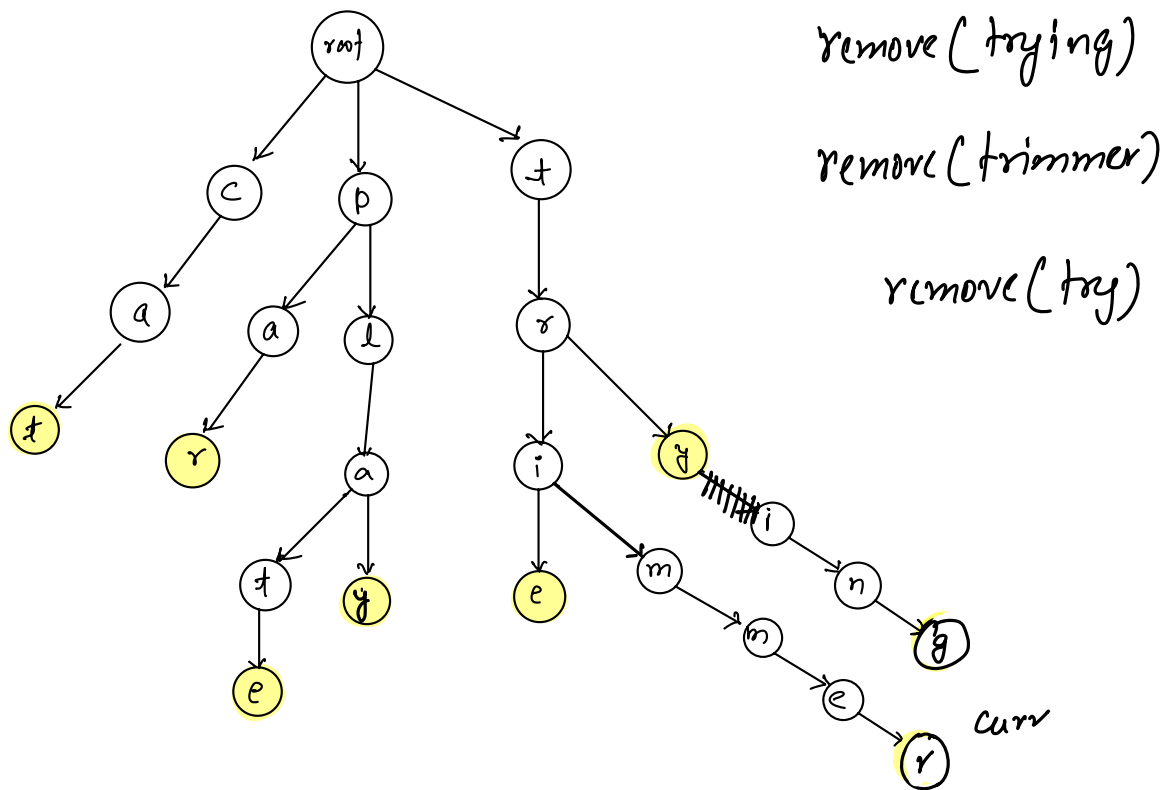 root
remove( trying)
remove( trimmer)
remove( try)
c
p
t
a
a
l
r
t
r
a
i
y
i
t
y
e
m
n
e
m
g
e
r
curr